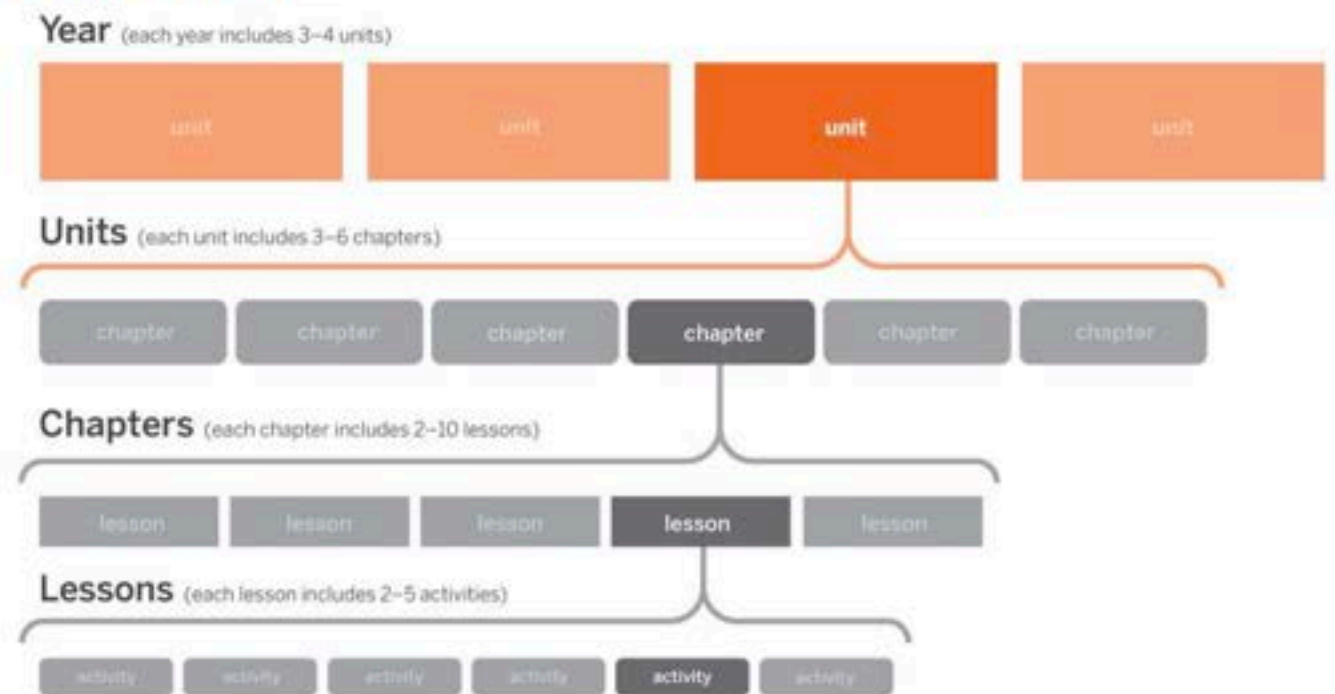 Year (each year includes 3–4 units)
unit unit unit unit
Units (each unit includes 3–6 chapters)
chapter chapter chapter chapter chapter chapter
Chapters (each chapter includes 2–10 lessons)
lesson lesson lesson lesson lesson
Lessons (each lesson includes 2–5 activities)
activity activity activity activity activity activity